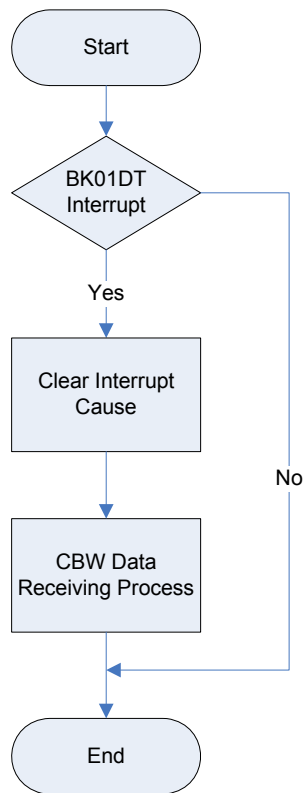 Start
BK01DT
Interrupt
Yes
Clear Interrupt
Cause
No
CBW Data
Receiving Process
End